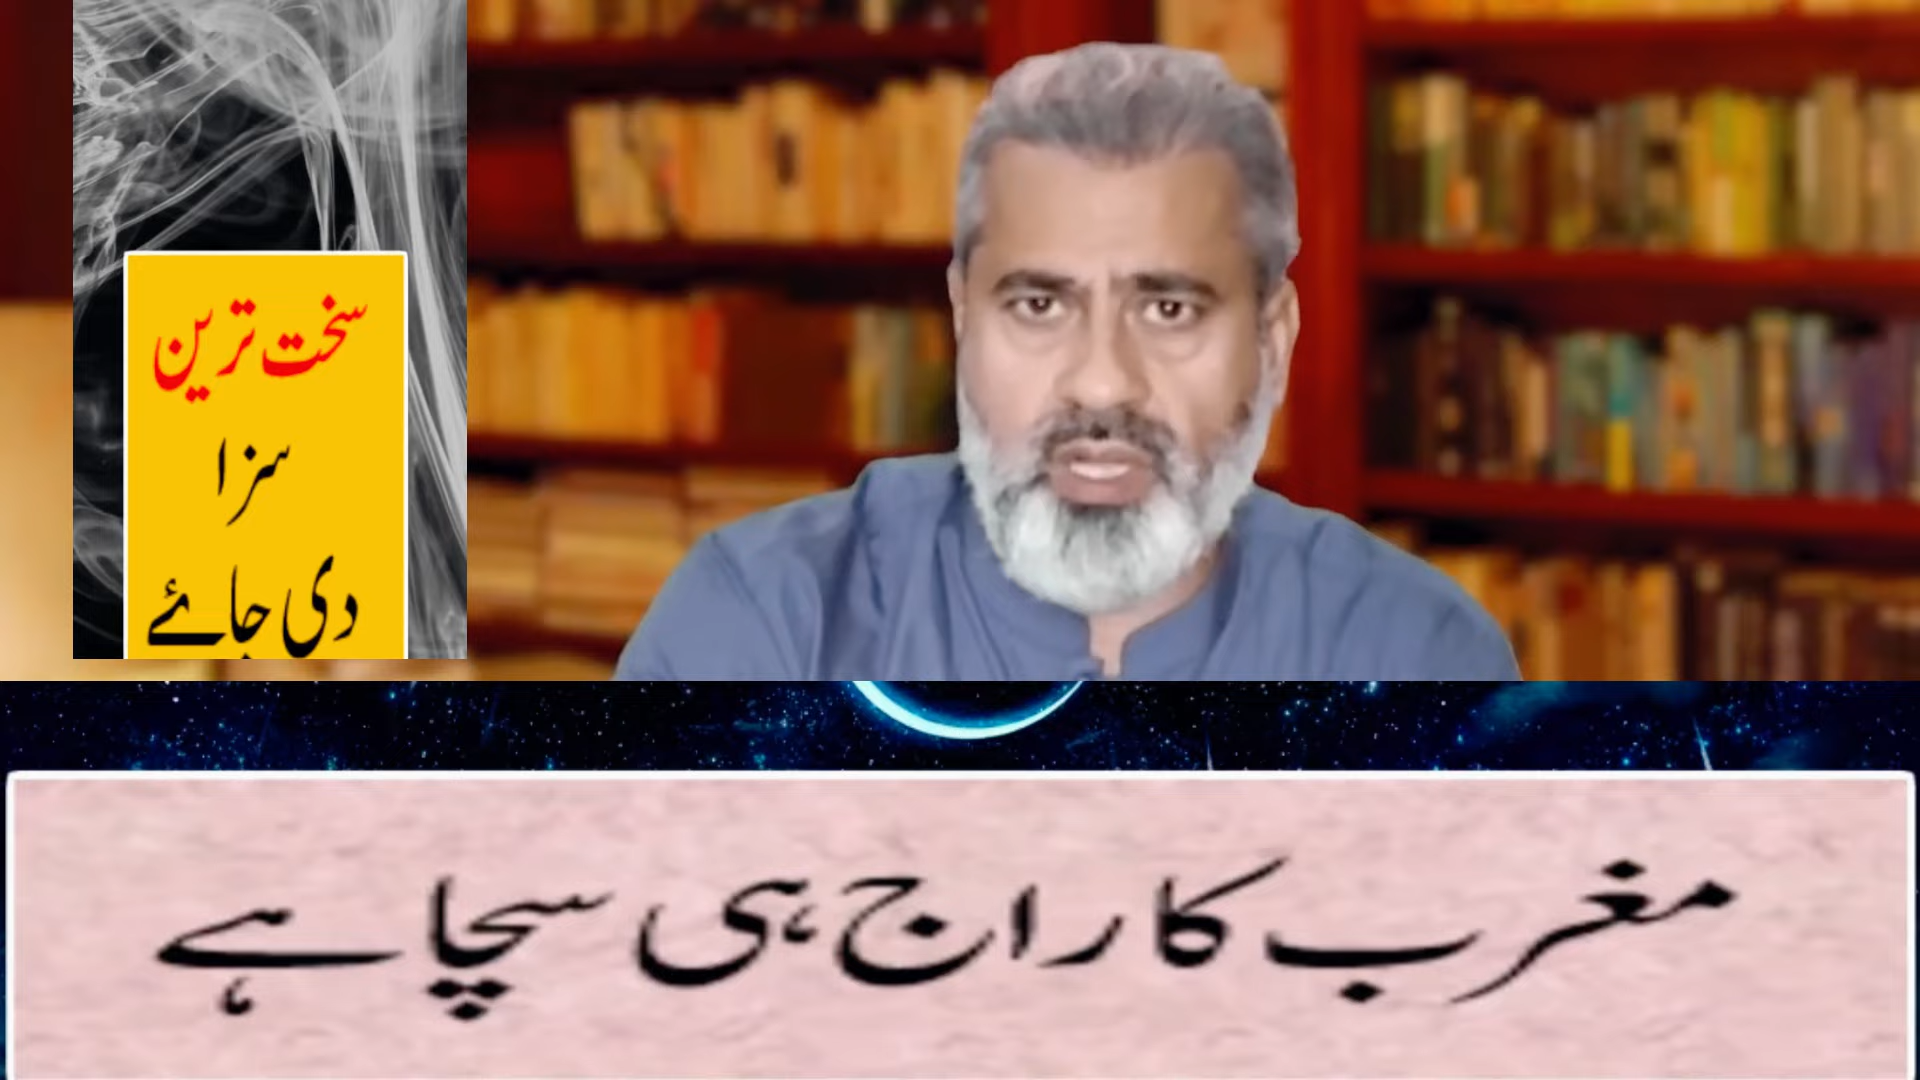 سخت ترین
سزا
دی جائے
مغرب کا راج ہی سچا ہے